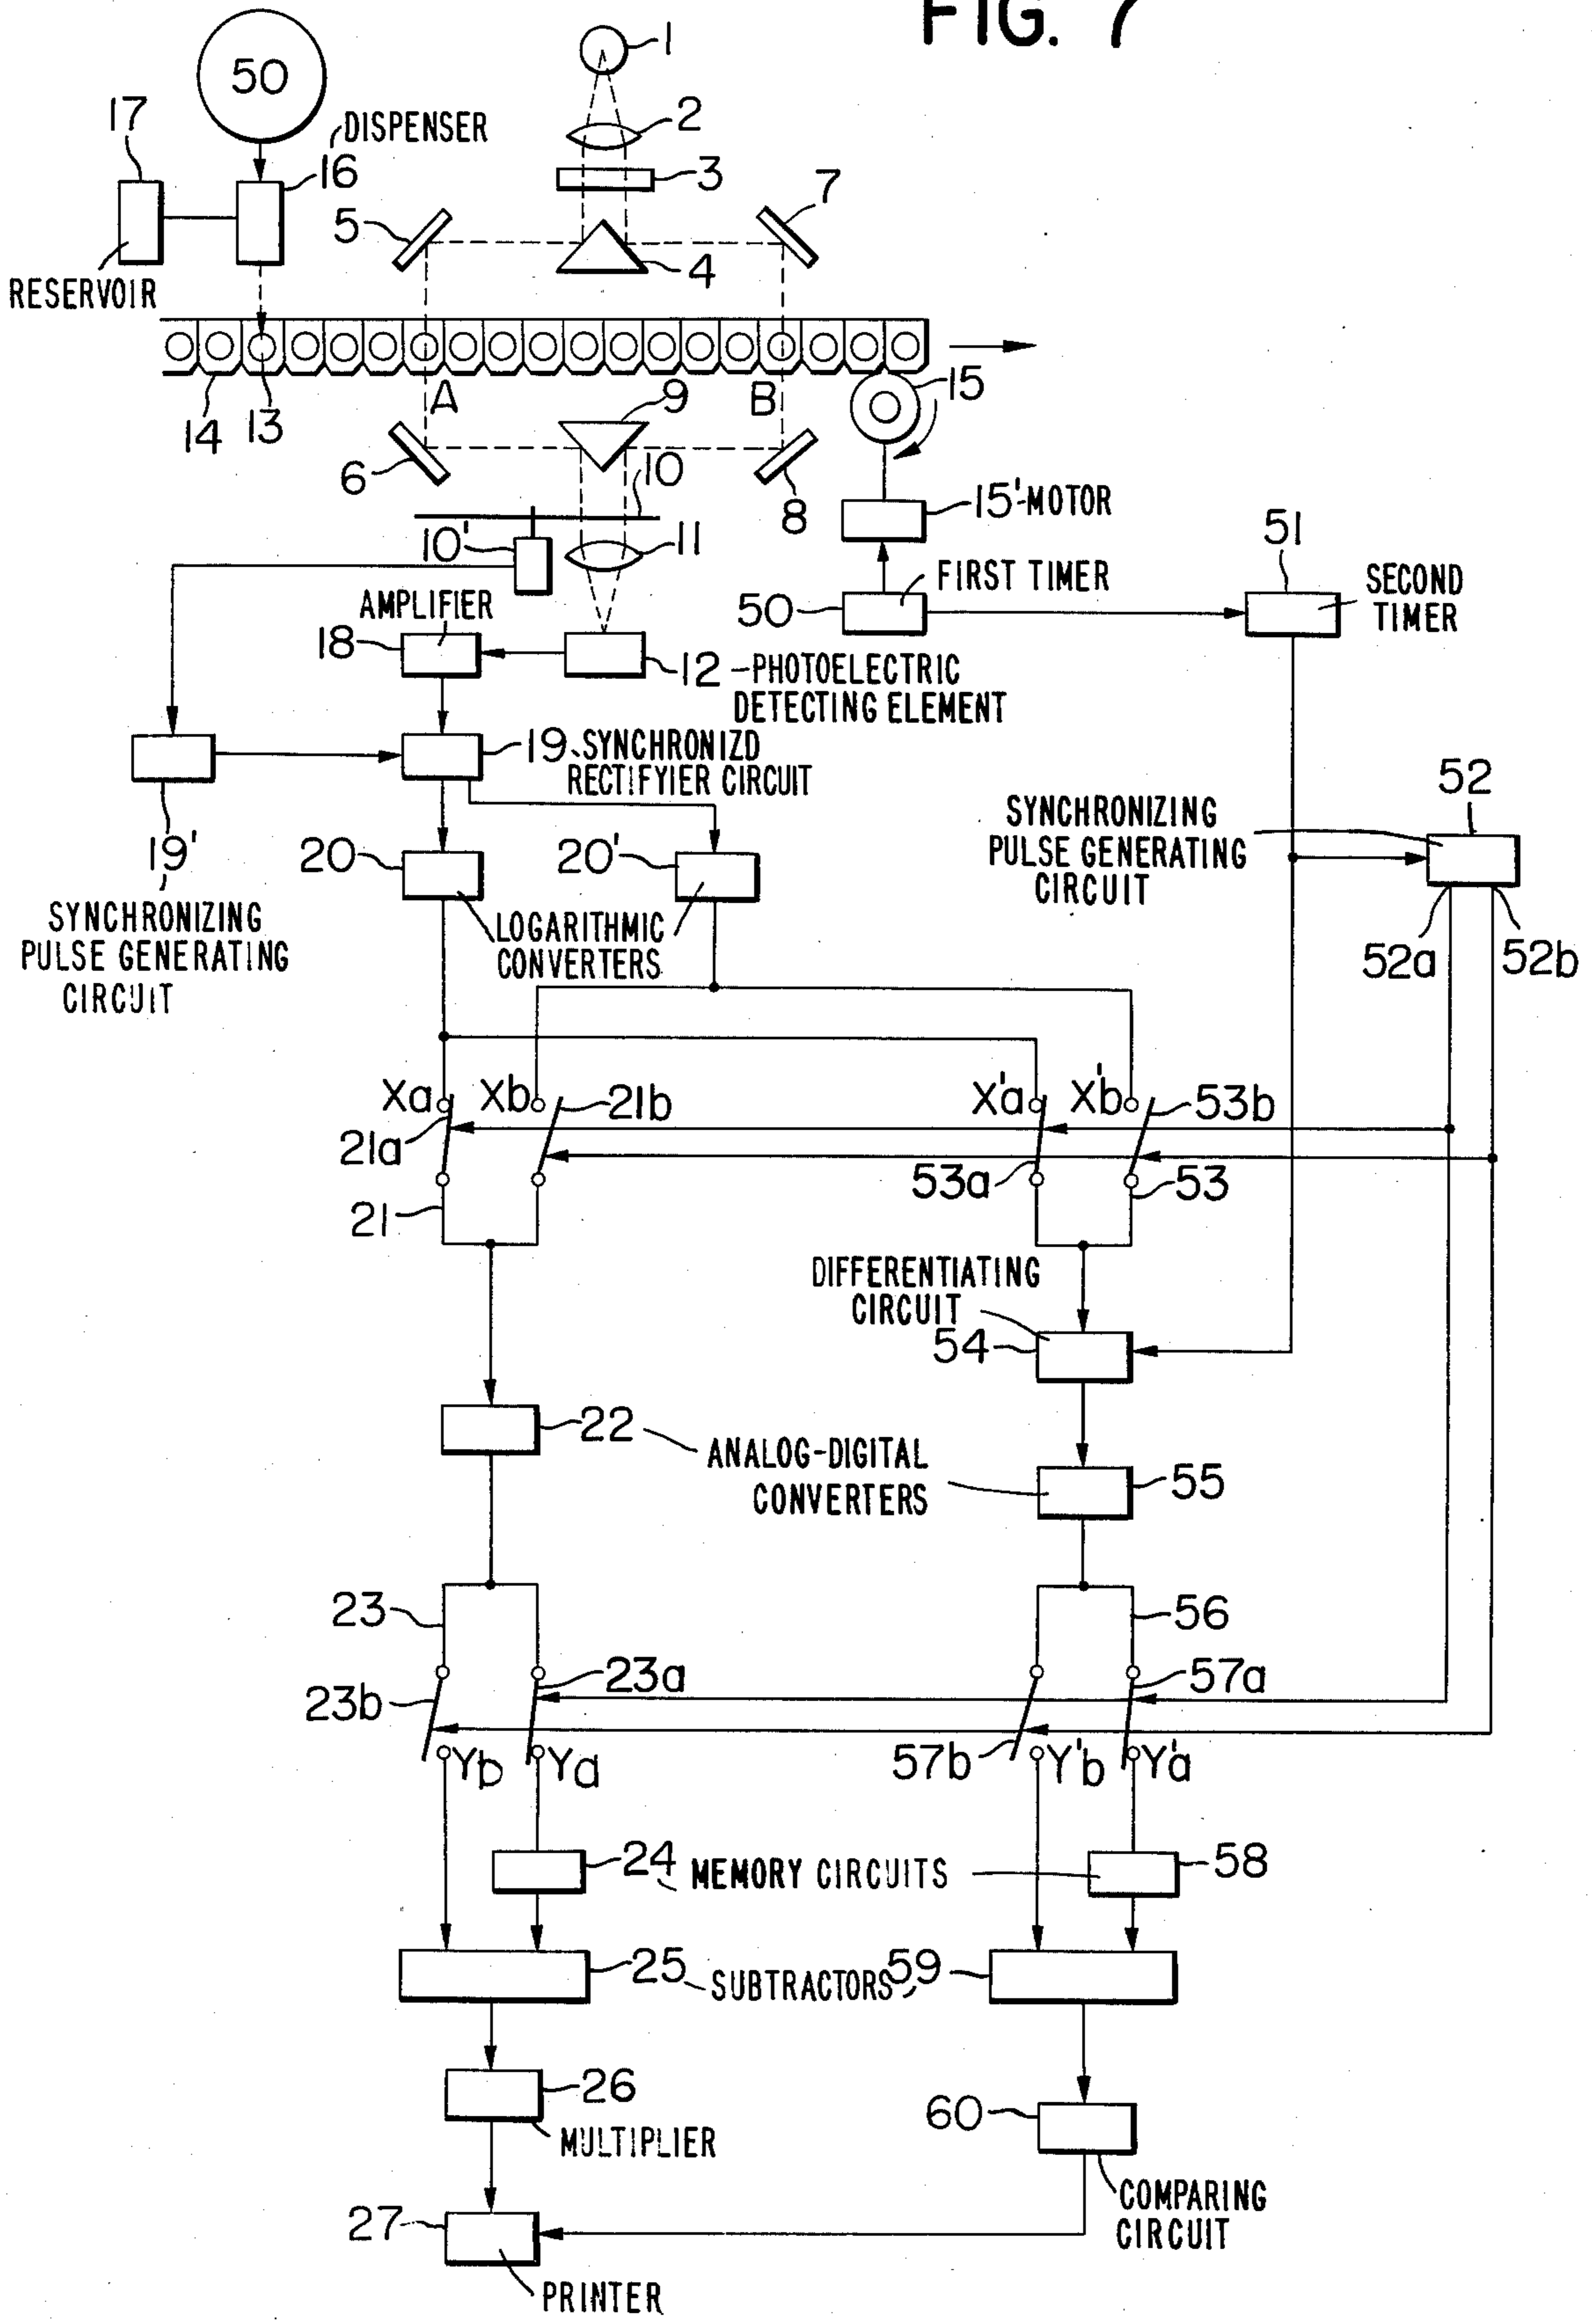 FIG. 7
50
1
17
DISPENSER
2
16
3
7
5
4
RESERVOIR
A
9
B
15
14
13
6
10
8
15'-MOTOR
10'
11
51
FIRST TIMER
SECOND
TIMER
AMPLIFIER
50
18
12-PHOTOELECTRIC
DETECTING ELEMENT
19 SYNCHRONIZD
RECTIFYIER CIRCUIT
52
SYNCHRONIZING
PULSE GENERATING
CIRCUIT
19'
20
20'
SYNCHRONIZING
PULSE GENERATING
CIRCUIT
LOGARITHMIC
CONVERTERS
52a
52b
Xa
Xb
21b
X'a
X'b
53b
21a
53a
53
21
DIFFERENTIATING
CIRCUIT
54
22
ANALOG-DIGITAL
CONVERTERS
55
23
56
23a
57a
23b
Yb
Ya
57b
Y'b
Y'a
24
MEMORY CIRCUITS
58
25
SUBTRACTORS
59
26
60
MULTIPLIER
COMPARING
CIRCUIT
27
PRINTER